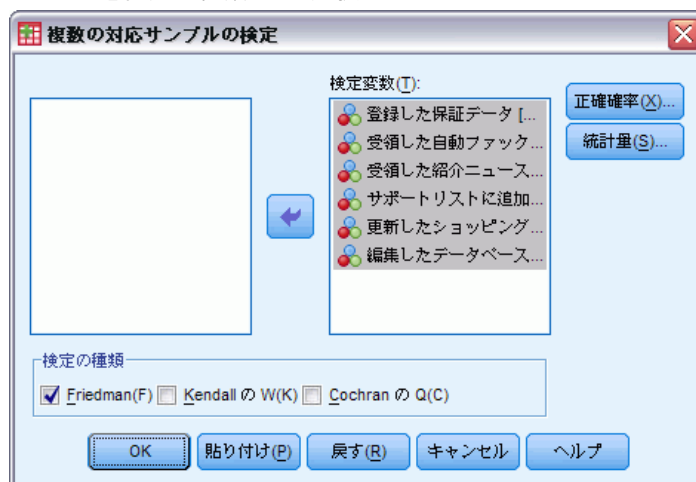 複数の対応サンプルの検定
検定変数(T):
登録した保証データ [...
受領した自動ファック...
受領した紹介ニュース...
サポートリストに追加...
更新したショッピング...
編集したデータベース...
正確確率(X)...
統計量(S)...
検定の種類
Friedman(F) Kendall の W(K) Cochran の Q(C)
OK 貼り付け(P) 戻す(R) キャンセル ヘルプ